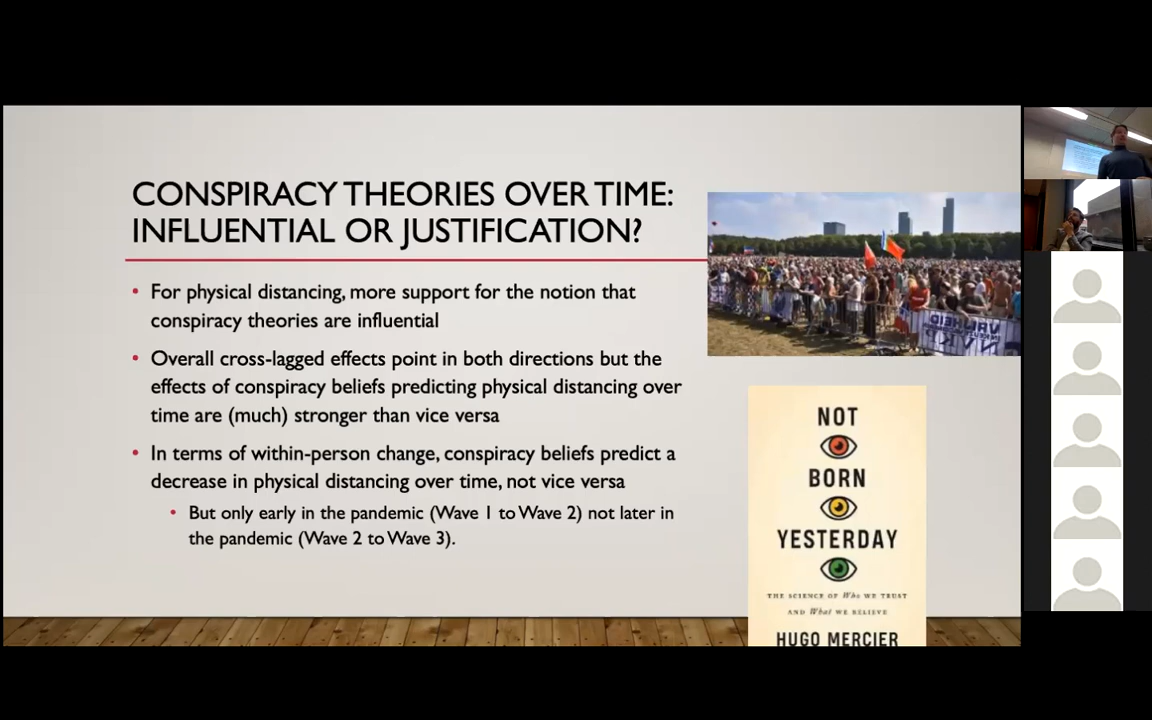 CONSPIRACY THEORIES OVER TIME:
INFLUENTIAL OR JUSTIFICATION?
• For physical distancing, more support for the notion that
conspiracy theories are influential
• Overall cross-lagged effects point in both directions but the
effects of conspiracy beliefs predicting physical distancing over
time are (much) stronger than vice versa
• In terms of within-person change, conspiracy beliefs predict a
decrease in physical distancing over time, not vice versa
• But only early in the pandemic (Wave 1 to Wave 2) not later in
the pandemic (Wave 2 to Wave 3).
VRIJHEID
NOT
BORN
YESTERDAY
THE SCIENCE OF Who WE TRUST
AND What WE BELIEVE
HUGO MERCIER